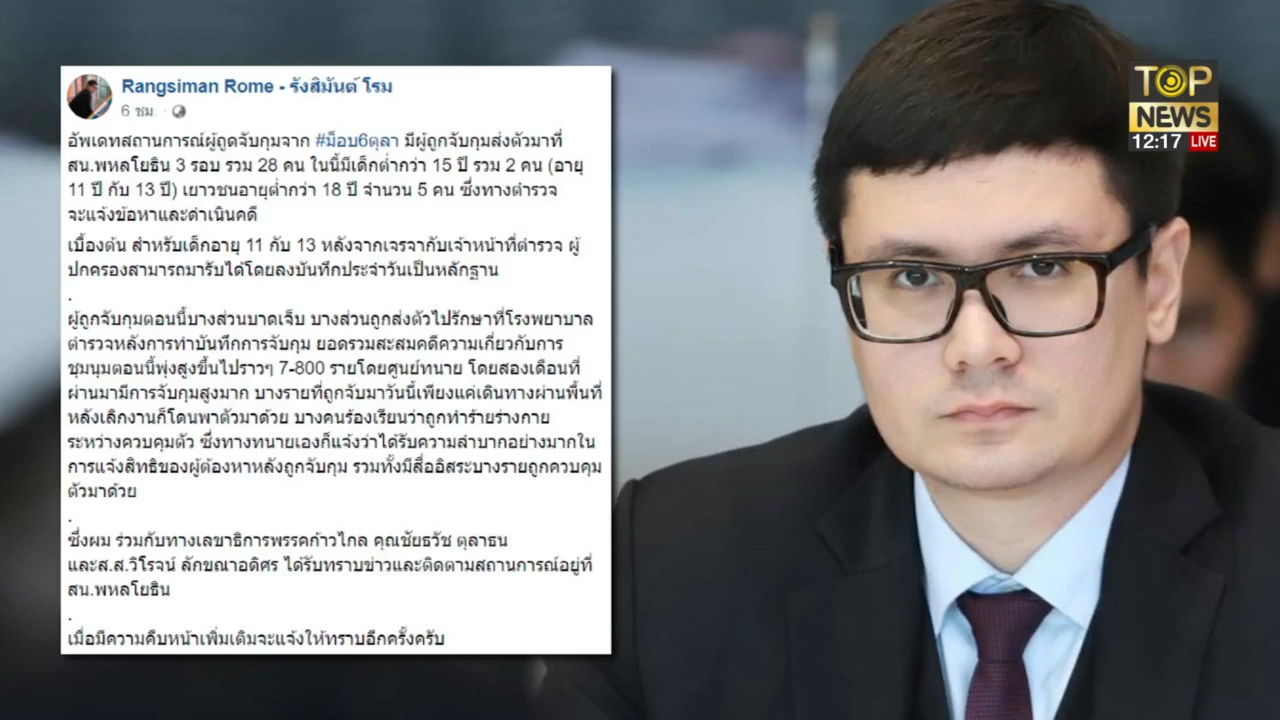 Rangsiman Rome - รังสิมันต์ โรม
6 ชม.
อัพเดทสถานการณ์ผู้ถูดจับกุมจาก #ม็อบ6ตุลา มีผู้ถูกจับกุมส่งตัวมาที่
สน.พหลโยธิน 3 รอบ รวม 28 คน ในนี้มีเด็กต่ำกว่า 15 ปี รวม 2 คน (อายุ
11 ปี กับ 13 ปี) เยาวชนอายุต่ำกว่า 18 ปี จำนวน 5 คน ซึ่งทางตำรวจ
จะแจ้งข้อหาและดำเนินคดี
เบื้องต้น สำหรับเด็กอายุ 11 กับ 13 หลังจากเจรจากับเจ้าหน้าที่ตำรวจ ผู้
ปกครองสามารถมารับได้โดยลงบันทึกประจำวันเป็นหลักฐาน
.
ผู้ถูกจับกุมตอนนี้บางส่วนบาดเจ็บ บางส่วนถูกส่งตัวไปรักษาที่โรงพยาบาล
ตำรวจหลังการทำบันทึกการจับกุม ยอดรวมสะสมคดีความเกี่ยวกับการ
ชุมนุมตอนนี้พุ่งสูงขึ้นไปราวๆ 7-800 รายโดยศูนย์ทนาย โดยสองเดือนที่
ผ่านมามีการจับกุมสูงมาก บางรายที่ถูกจับมาวันนี้เพียงแค่เดินทางผ่านพื้นที่
หลังเลิกงานก็โดนพาตัวมาด้วย บางคนร้องเรียนว่าถูกทำร้ายร่างกาย
ระหว่างควบคุมตัว ซึ่งทางทนายเองก็แจ้งว่าได้รับความลำบากอย่างมากใน
การแจ้งสิทธิของผู้ต้องหาหลังถูกจับกุม รวมทั้งมีสื่ออิสระบางรายถูกควบคุม
ตัวมาด้วย
.
ซึ่งผม ร่วมกับทางเลขาธิการพรรคก้าวไกล คุณชัยธวัช ตุลาธน
และส.ส.วิโรจน์ ลักขณาอดิศร ได้รับทราบข่าวและติดตามสถานการณ์อยู่ที่
สน.พหลโยธิน
.
เมื่อมีความคืบหน้าเพิ่มเติมจะแจ้งให้ทราบอีกครั้งครับ
TOP
NEWS
12:17 LIVE